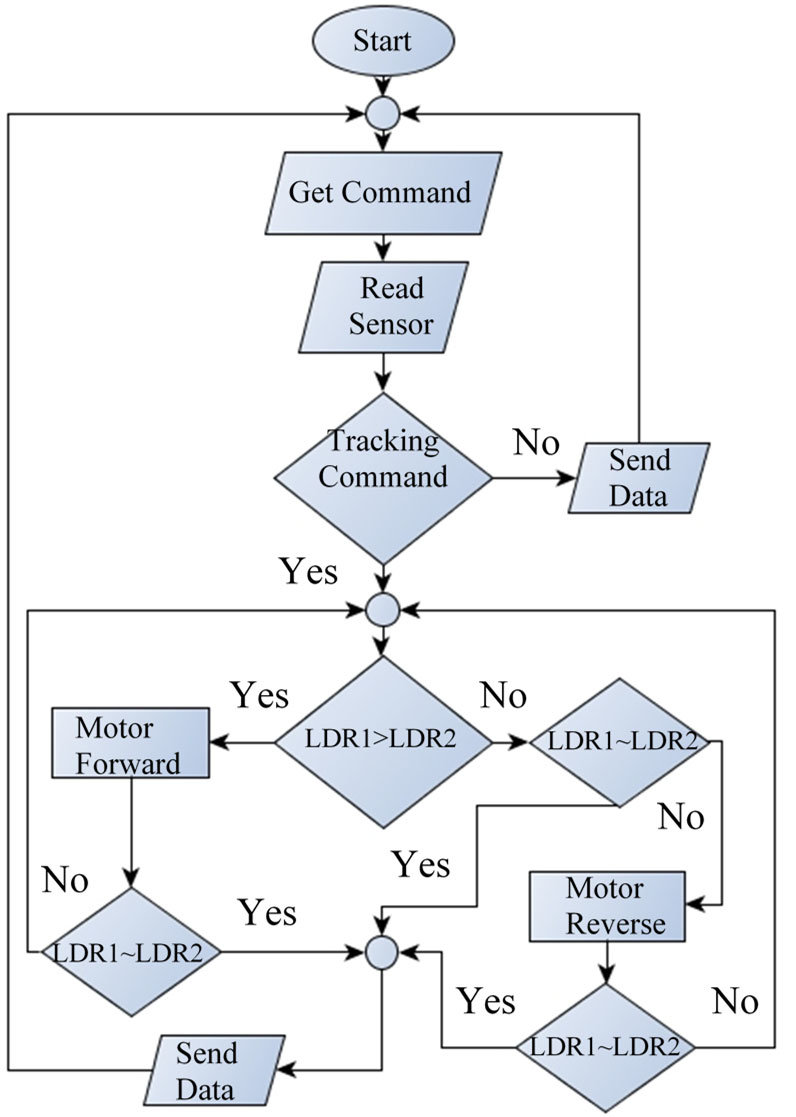 Start
Get Command
Read
Sensor
Tracking
Command
No
Send
Data
Yes
Yes
No
Motor
Forward
LDR1>LDR2
LDR1~LDR2
No
Yes
No
Yes
Motor
Reverse
LDR1~LDR2
Yes
No
LDR1~LDR2
Send
Data